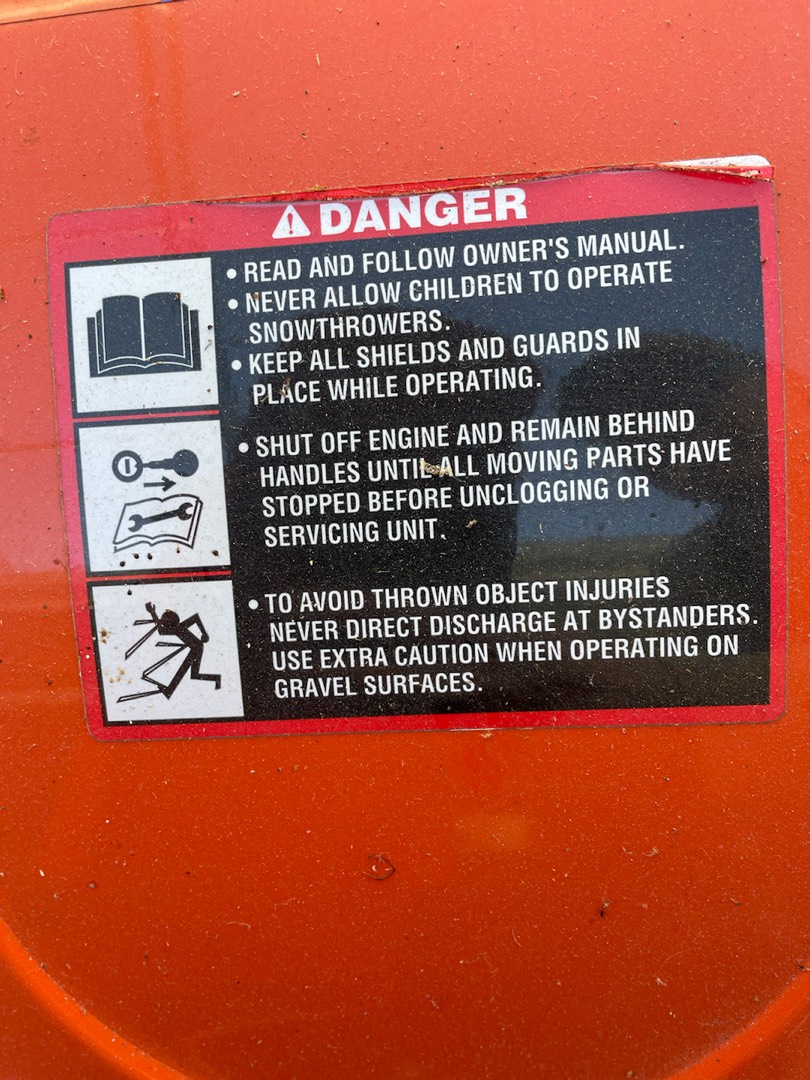 DANGER
• READ AND FOLLOW OWNER'S MANUAL.
• NEVER ALLOW CHILDREN TO OPERATE
SNOWTHROWERS.
• KEEP ALL SHIELDS AND GUARDS IN
PLACE WHILE OPERATING.
• SHUT OFF ENGINE AND REMAIN BEHIND
HANDLES UNTIL ALL MOVING PARTS HAVE
STOPPED BEFORE UNCLOGGING OR
SERVICING UNIT.
• TO AVOID THROWN OBJECT INJURIES
NEVER DIRECT DISCHARGE AT BYSTANDERS.
USE EXTRA CAUTION WHEN OPERATING ON
GRAVEL SURFACES.